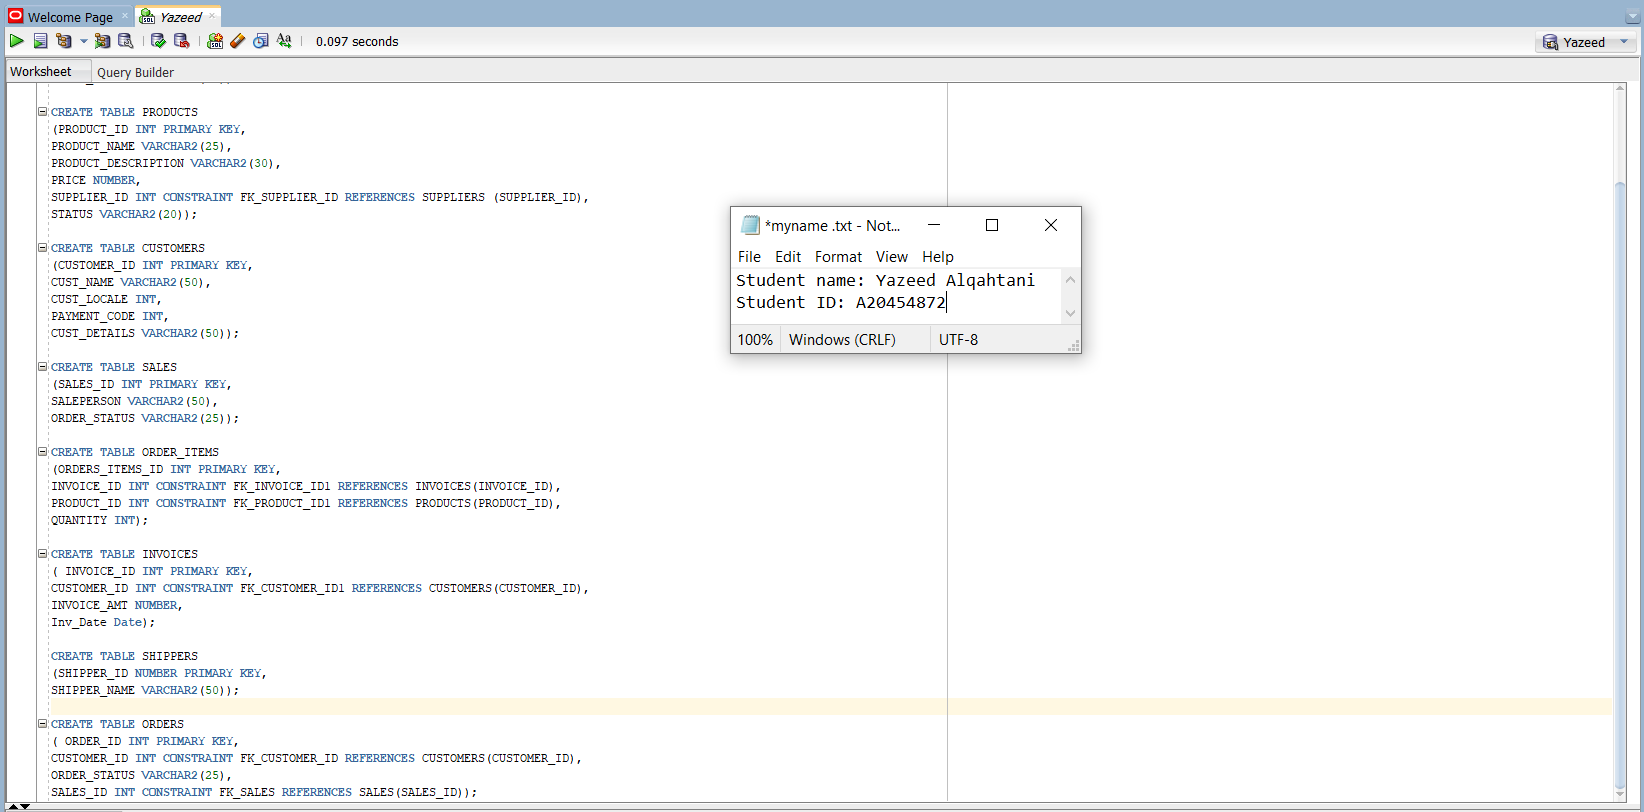 Welcome Page
Yazeed
0.097 seconds
Yazeed
Worksheet
Query Builder
CREATE TABLE PRODUCTS
(PRODUCT_ID INT PRIMARY KEY,
PRODUCT_NAME VARCHAR2(25),
PRODUCT_DESCRIPTION VARCHAR2(30),
PRICE NUMBER,
SUPPLIER_ID INT CONSTRAINT FK_SUPPLIER_ID REFERENCES SUPPLIERS (SUPPLIER_ID),
STATUS VARCHAR2(20));
CREATE TABLE CUSTOMERS
(CUSTOMER_ID INT PRIMARY KEY,
CUST_NAME VARCHAR2(50),
CUST_LOCALE INT,
PAYMENT_CODE INT,
CUST_DETAILS VARCHAR2(50));
CREATE TABLE SALES
(SALES_ID INT PRIMARY KEY,
SALEPERSON VARCHAR2(50),
ORDER_STATUS VARCHAR2(25));
CREATE TABLE ORDER_ITEMS
(ORDERS_ITEMS_ID INT PRIMARY KEY,
INVOICE_ID INT CONSTRAINT FK_INVOICE_ID1 REFERENCES INVOICES(INVOICE_ID),
PRODUCT_ID INT CONSTRAINT FK_PRODUCT_ID1 REFERENCES PRODUCTS(PRODUCT_ID),
QUANTITY INT);
CREATE TABLE INVOICES
( INVOICE_ID INT PRIMARY KEY,
CUSTOMER_ID INT CONSTRAINT FK_CUSTOMER_ID1 REFERENCES CUSTOMERS(CUSTOMER_ID),
INVOICE_AMT NUMBER,
Inv_Date Date);
CREATE TABLE SHIPPERS
(SHIPPER_ID NUMBER PRIMARY KEY,
SHIPPER_NAME VARCHAR2(50));
CREATE TABLE ORDERS
( ORDER_ID INT PRIMARY KEY,
CUSTOMER_ID INT CONSTRAINT FK_CUSTOMER_ID REFERENCES CUSTOMERS(CUSTOMER_ID),
ORDER_STATUS VARCHAR2(25),
SALES_ID INT CONSTRAINT FK_SALES REFERENCES SALES(SALES_ID));
*myname .txt - Not...
File Edit Format View Help
Student name: Yazeed Alqahtani
Student ID: A20454872
100% Windows (CRLF) UTF-8